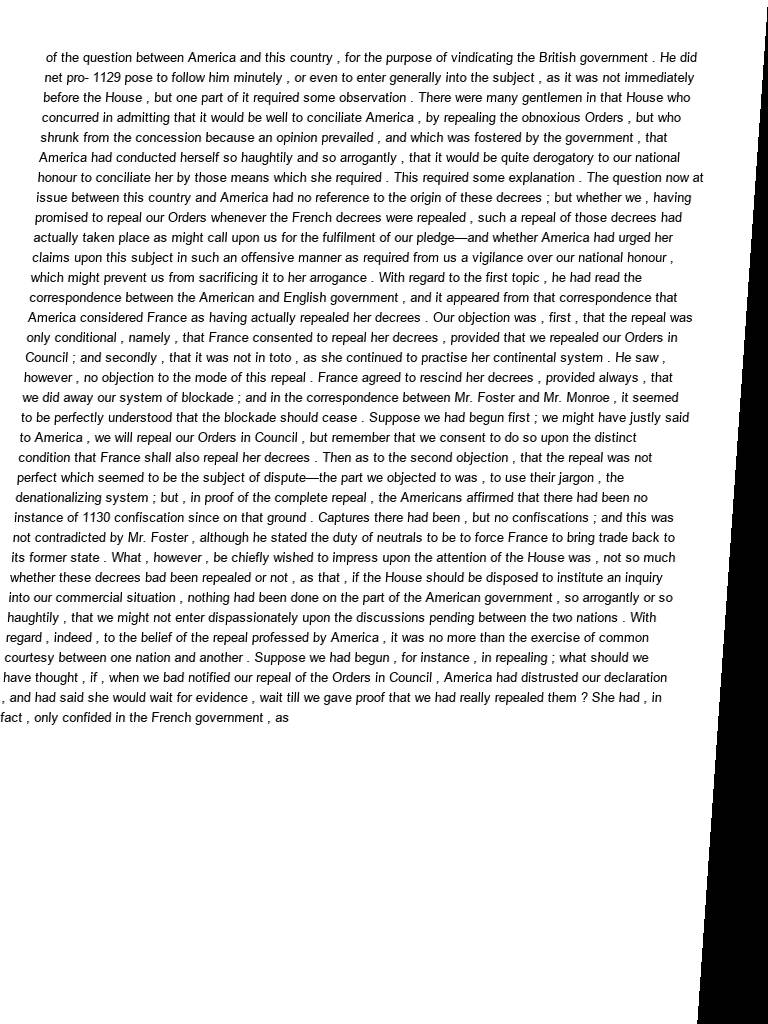 of the question between America and this country , for the purpose of vindicating the British government . He did
net pro- 1129 pose to follow him minutely , or even to enter generally into the subject , as it was not immediately
before the House , but one part of it required some observation . There were many gentlemen in that House who
concurred in admitting that it would be well to conciliate America , by repealing the obnoxious Orders , but who
shrunk from the concession because an opinion prevailed , and which was fostered by the government , that
America had conducted herself so haughtily and so arrogantly , that it would be quite derogatory to our national
honour to conciliate her by those means which she required . This required some explanation . The question now at
issue between this country and America had no reference to the origin of these decrees ; but whether we , having
promised to repeal our Orders whenever the French decrees were repealed , such a repeal of those decrees had
actually taken place as might call upon us for the fulfilment of our pledge—and whether America had urged her
claims upon this subject in such an offensive manner as required from us a vigilance over our national honour ,
which might prevent us from sacrificing it to her arrogance . With regard to the first topic , he had read the
correspondence between the American and English government , and it appeared from that correspondence that
America considered France as having actually repealed her decrees . Our objection was , first , that the repeal was
only conditional , namely , that France consented to repeal her decrees , provided that we repealed our Orders in
Council ; and secondly , that it was not in toto , as she continued to practise her continental system . He saw ,
however , no objection to the mode of this repeal . France agreed to rescind her decrees , provided always , that
we did away our system of blockade ; and in the correspondence between Mr. Foster and Mr. Monroe , it seemed
to be perfectly understood that the blockade should cease . Suppose we had begun first ; we might have justly said
to America , we will repeal our Orders in Council , but remember that we consent to do so upon the distinct
condition that France shall also repeal her decrees . Then as to the second objection , that the repeal was not
perfect which seemed to be the subject of dispute—the part we objected to was , to use their jargon , the
denationalizing system ; but , in proof of the complete repeal , the Americans affirmed that there had been no
instance of 1130 confiscation since on that ground . Captures there had been , but no confiscations ; and this was
not contradicted by Mr. Foster , although he stated the duty of neutrals to be to force France to bring trade back to
its former state . What , however , be chiefly wished to impress upon the attention of the House was , not so much
whether these decrees bad been repealed or not , as that , if the House should be disposed to institute an inquiry
into our commercial situation , nothing had been done on the part of the American government , so arrogantly or so
haughtily , that we might not enter dispassionately upon the discussions pending between the two nations . With
regard , indeed , to the belief of the repeal professed by America , it was no more than the exercise of common
courtesy between one nation and another . Suppose we had begun , for instance , in repealing ; what should we
have thought , if , when we bad notified our repeal of the Orders in Council , America had distrusted our declaration
, and had said she would wait for evidence , wait till we gave proof that we had really repealed them ? She had , in
fact , only confided in the French government , as